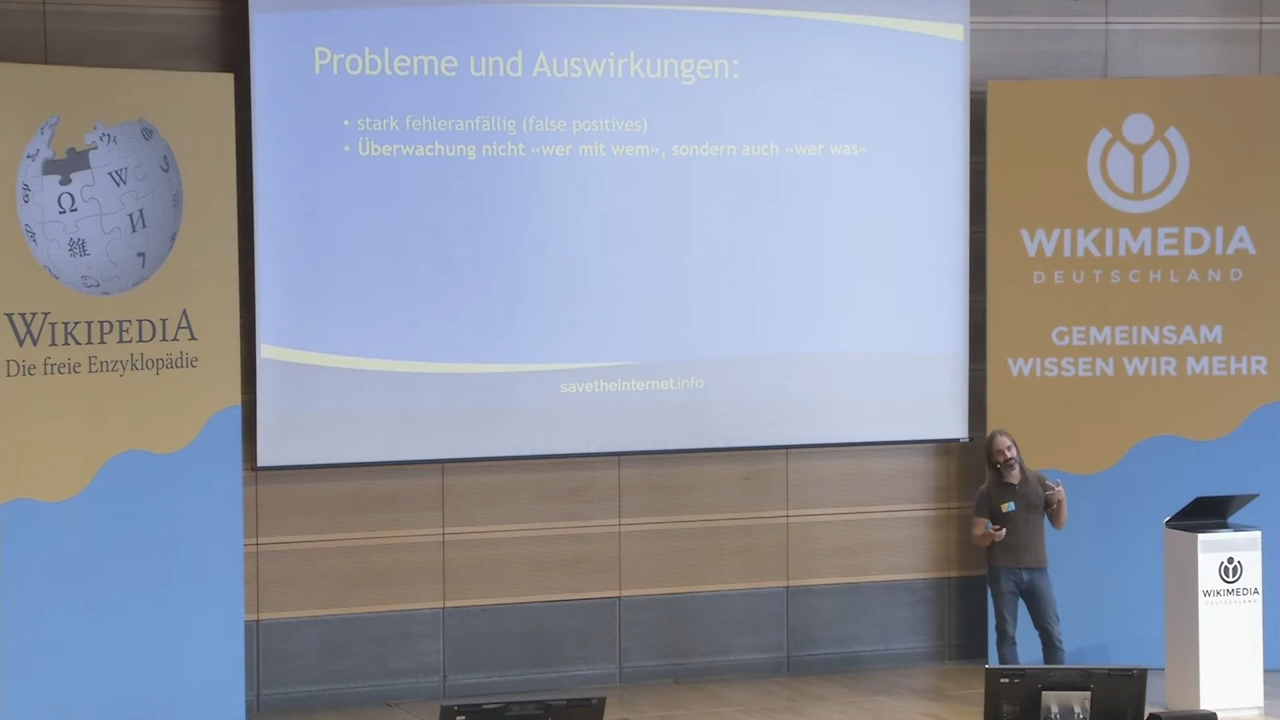 Probleme und Auswirkungen:
• stark fehleranfällig (false positives)
• Überwachung nicht «wer mit wem», sondern auch «wer was»
savetheinternet.info
Ω
W
И
維
WIKIPEDIA
Die freie Enzyklopädie
WIKIMEDIA
DEUTSCHLAND
GEMEINSAM
WISSEN WIR MEHR
WIKIMEDIA
DEUTSCHLAND